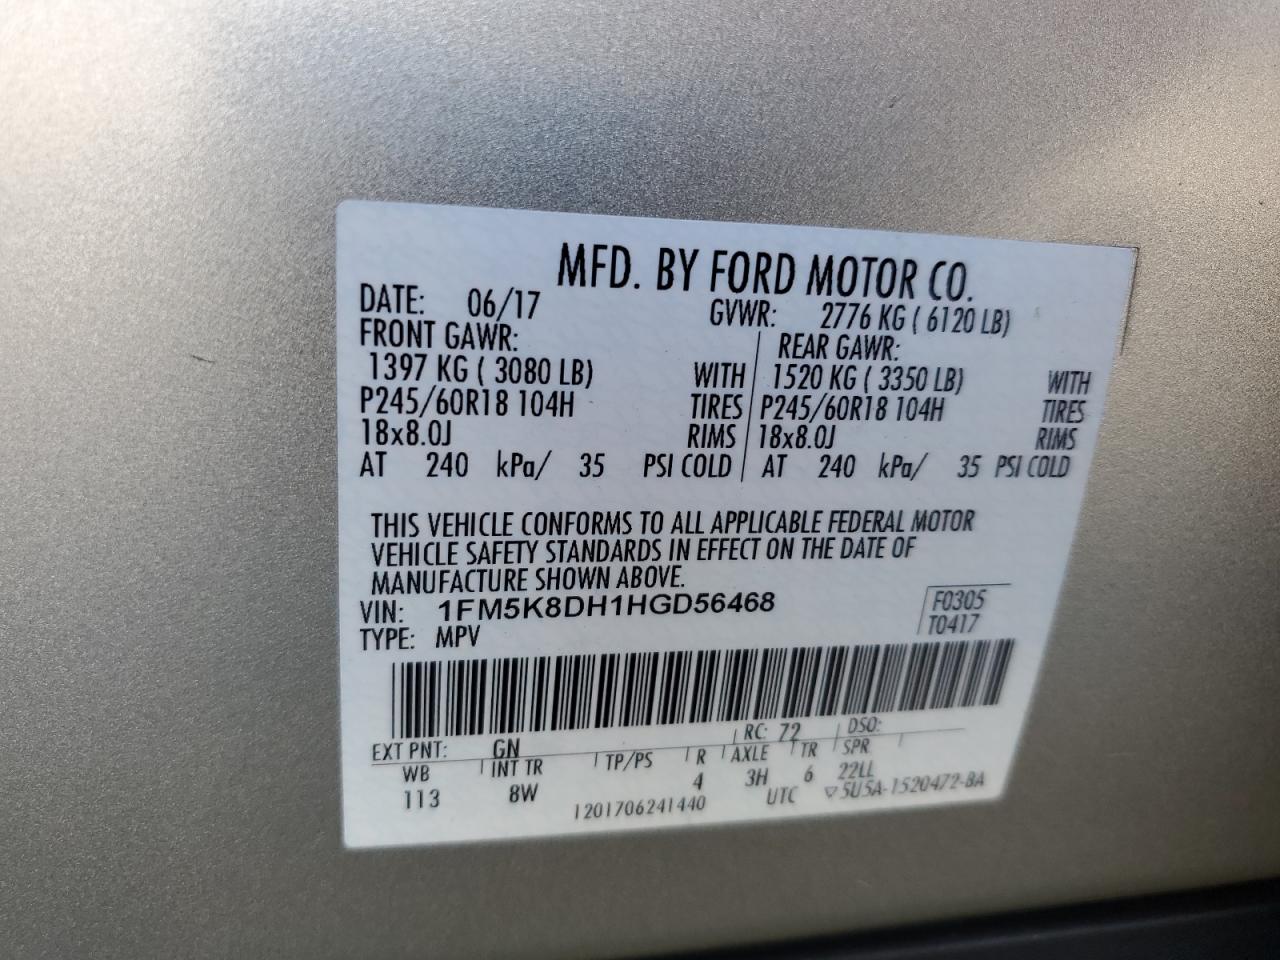 MFD. BY FORD MOTOR CO.
DATE: 06/17 GVWR: 2776 KG ( 6120 LB)
FRONT GAWR: REAR GAWR:
1397 KG ( 3080 LB) WITH 1520 KG ( 3350 LB) WITH
P245/60R18 104H TIRES P245/60R18 104H TIRES
18x8.0J RIMS 18x8.0J RIMS
AT 240 kPa/ 35 PSI COLD AT 240 kPa/ 35 PSI COLD
THIS VEHICLE CONFORMS TO ALL APPLICABLE FEDERAL MOTOR
VEHICLE SAFETY STANDARDS IN EFFECT ON THE DATE OF
MANUFACTURE SHOWN ABOVE.
VIN: 1FM5K8DH1HGD56468 F0305
TYPE: MPV T0417
EXT PNT: GN RC: 72 DSO:
WB INT TR TP/PS R AXLE TR SPR
113 8W 4 3H 6 22LL
1201706241440 UTC ▽5U5A-1520472-BA